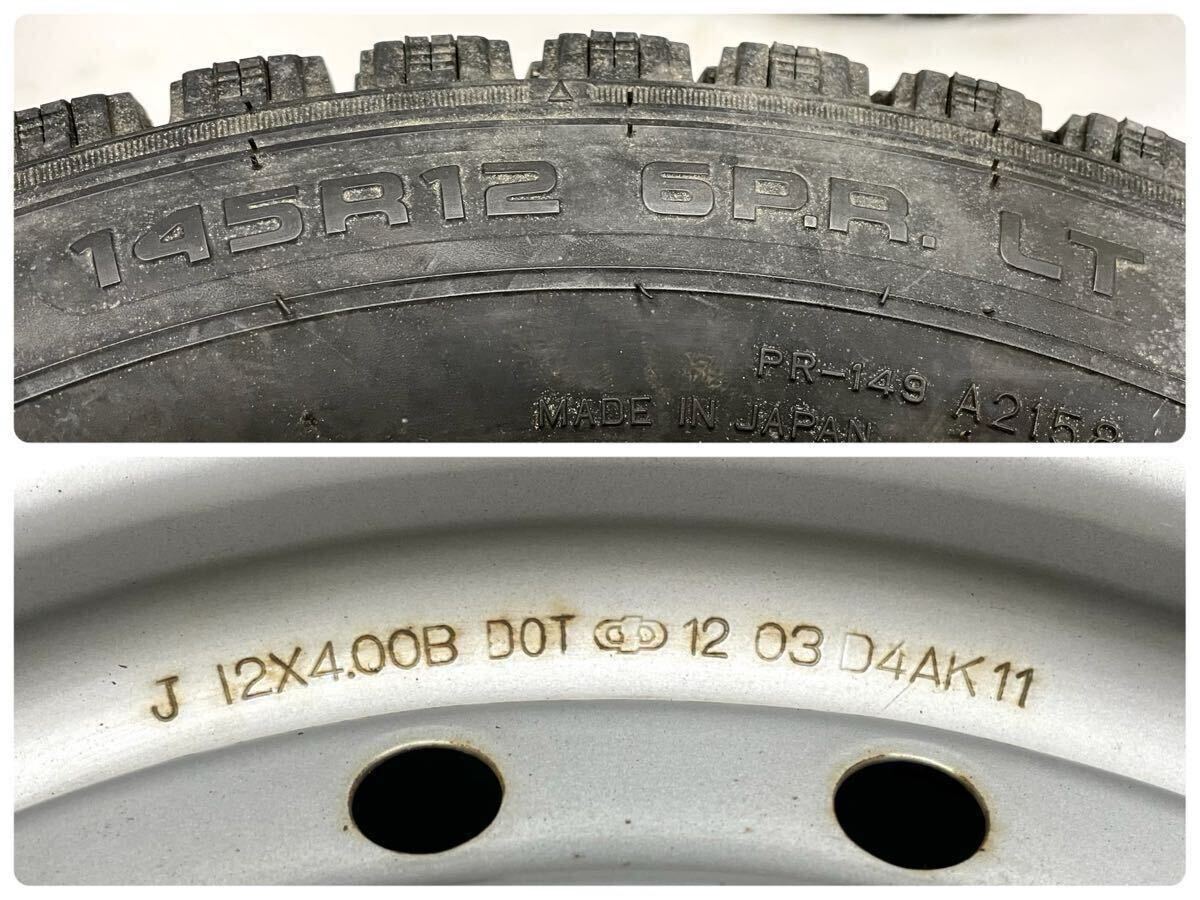 145R12 6P.R. LT
PR-149 A2158
MADE IN JAPAN
J 12X4.00B DOT 12 03 D4AK11